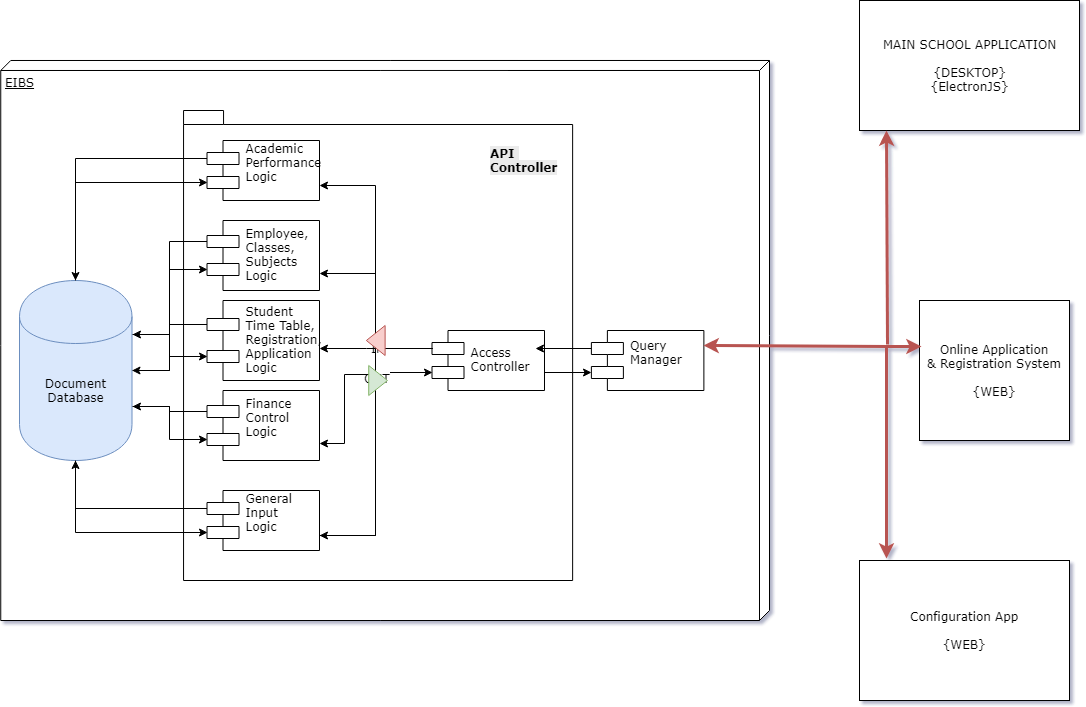 MAIN SCHOOL APPLICATION
{DESKTOP}
{ElectronJS}
EIBS
API
Controller
Academic
Performance
Logic
Employee,
Classes,
Subjects
Logic
Student
Time Table,
Registration,
Application
Logic
Finance
Control
Logic
General
Input
Logic
Document
Database
Access
Controller
Query
Manager
Online Application
& Registration System
{WEB}
Configuration App
{WEB}